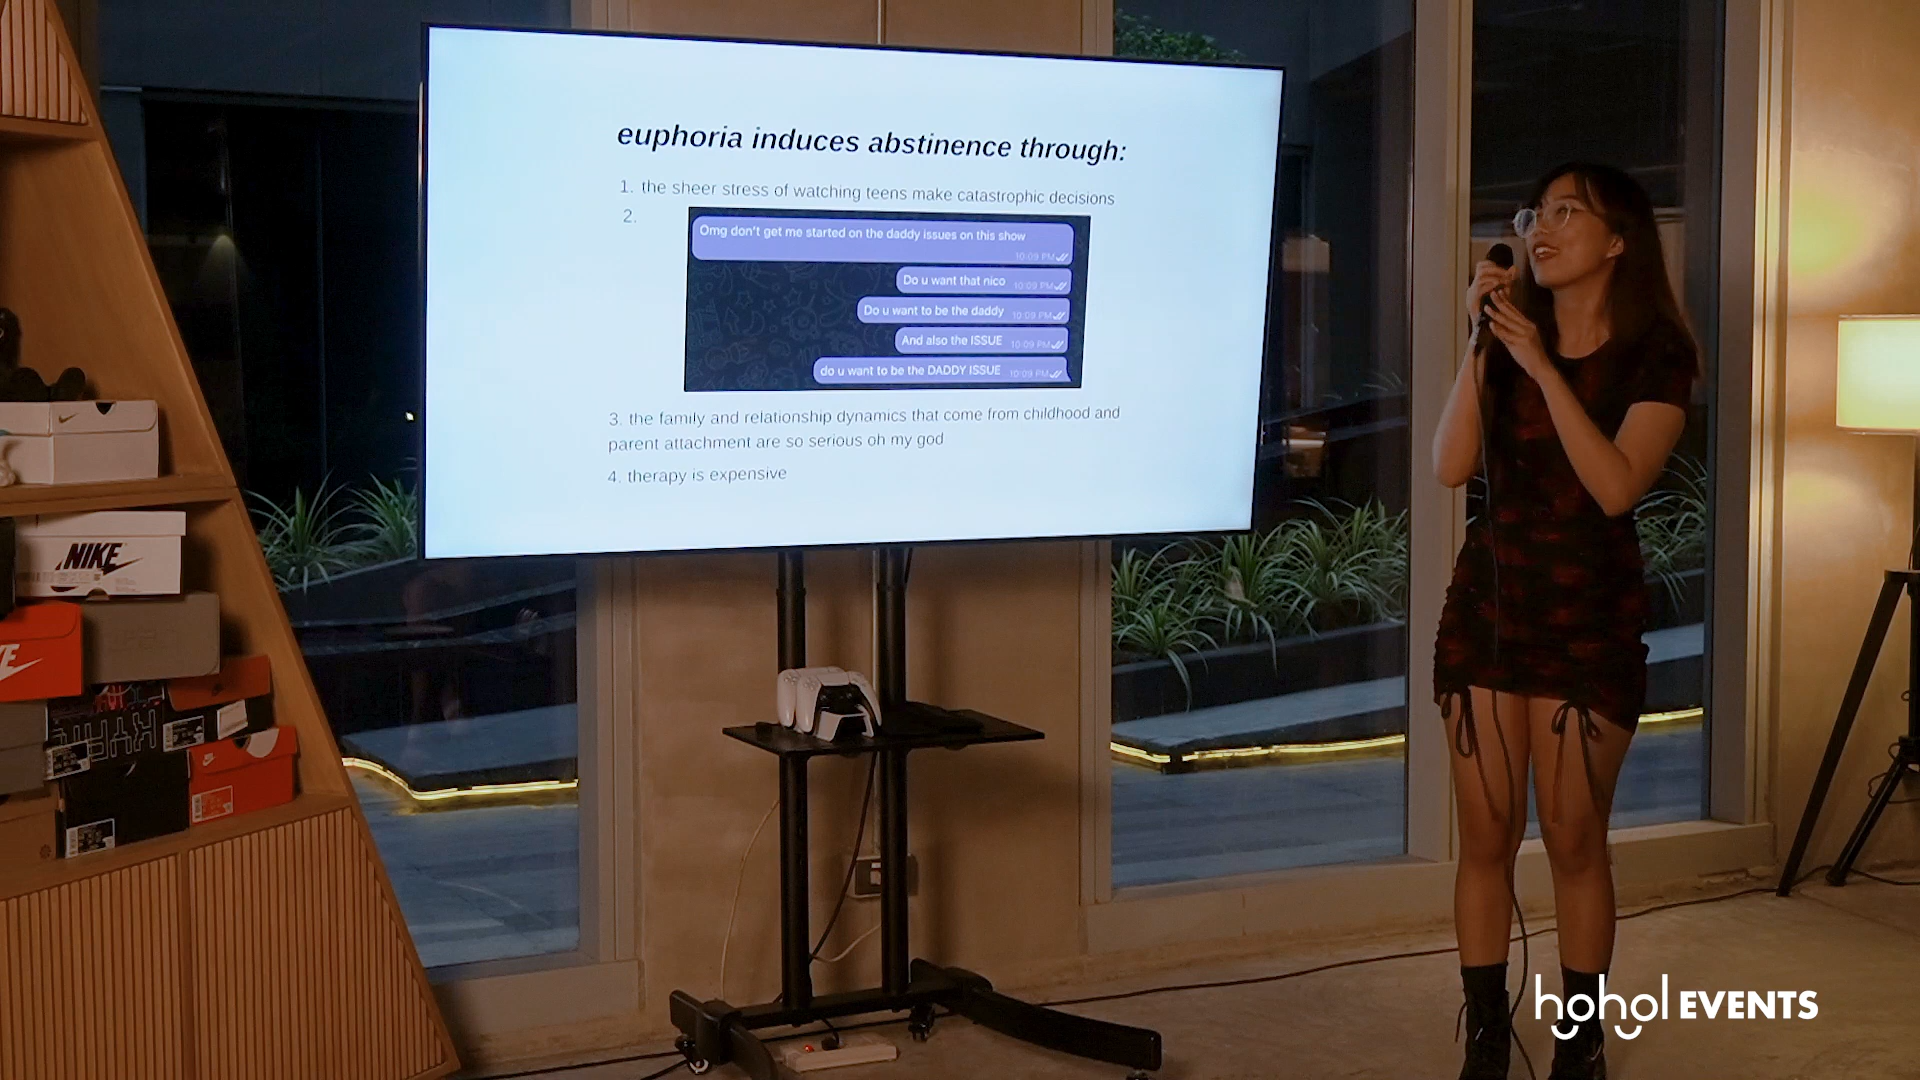 euphoria induces abstinence through:
1. the sheer stress of watching teens make catastrophic decisions
2.
Omg don't get me started on the daddy issues on this show
10:09 PM
Do u want that nico 10:09 PM
Do u want to be the daddy 10:09 PM
And also the ISSUE 10:09 PM
do u want to be the DADDY ISSUE 10:09 PM
3. the family and relationship dynamics that come from childhood and
parent attachment are so serious oh my god
4. therapy is expensive
NIKE
hohol EVENTS